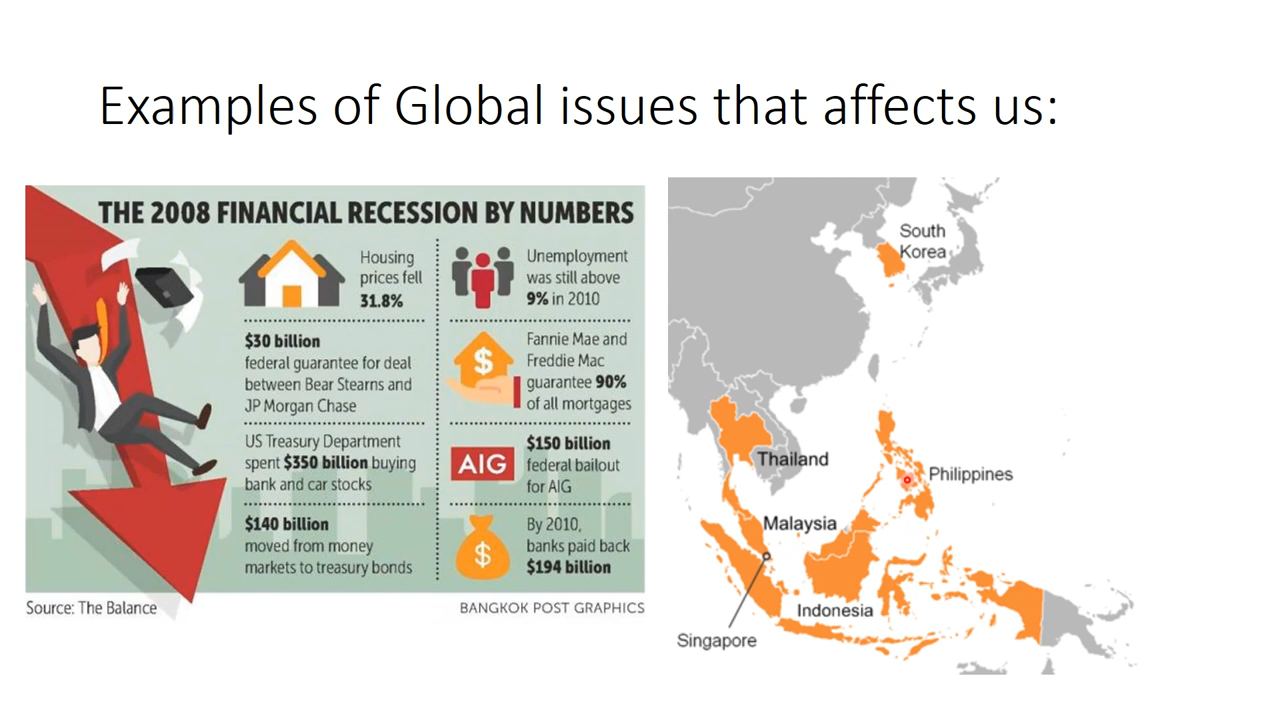 Examples of Global issues that affects us:
THE 2008 FINANCIAL RECESSION BY NUMBERS
Housing
prices fell
31.8%
$30 billion
federal guarantee for deal
between Bear Stearns and
JP Morgan Chase
US Treasury Department
spent $350 billion buying
bank and car stocks
$140 billion
moved from money
markets to treasury bonds
Unemployment
was still above
9% in 2010
$
Fannie Mae and
Freddie Mac
guarantee 90%
of all mortgages
AIG
$150 billion
federal bailout
for AIG
$
By 2010,
banks paid back
$194 billion
Source: The Balance
BANGKOK POST GRAPHICS
South
Korea
Thailand
Philippines
Malaysia
Indonesia
Singapore